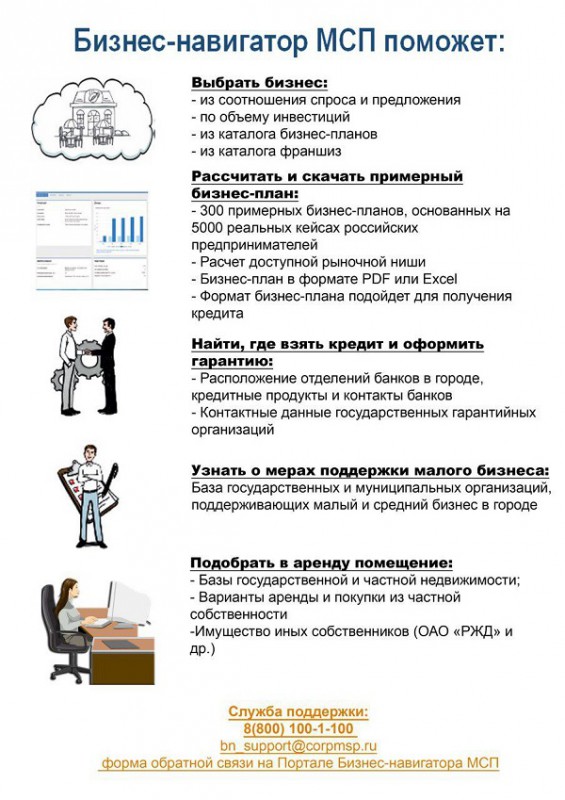 Бизнес-навигатор МСП поможет:
Выбрать бизнес:
- из соотношения спроса и предложения
- по объему инвестиций
- из каталога бизнес-планов
- из каталога франшиз
Рассчитать и скачать примерный
бизнес-план:
- 300 примерных бизнес-планов, основанных на
5000 реальных кейсах российских
предпринимателей
- Расчет доступной рыночной ниши
- Бизнес-план в формате PDF или Excel
- Формат бизнес-плана подойдет для получения
кредита
Найти, где взять кредит и оформить
гарантию:
- Расположение отделений банков в городе,
кредитные продукты и контакты банков
- Контактные данные государственных гарантийных
организаций
Узнать о мерах поддержки малого бизнеса:
База государственных и муниципальных организаций,
поддерживающих малый и средний бизнес в городе
Подобрать в аренду помещение:
- Базы государственной и частной недвижимости;
- Варианты аренды и покупки из частной
собственности
-Имущество иных собственников (ОАО «РЖД» и
др.)
Служба поддержки:
8(800) 100-1-100
bn_support@corpmsp.ru
форма обратной связи на Портале Бизнес-навигатора МСП